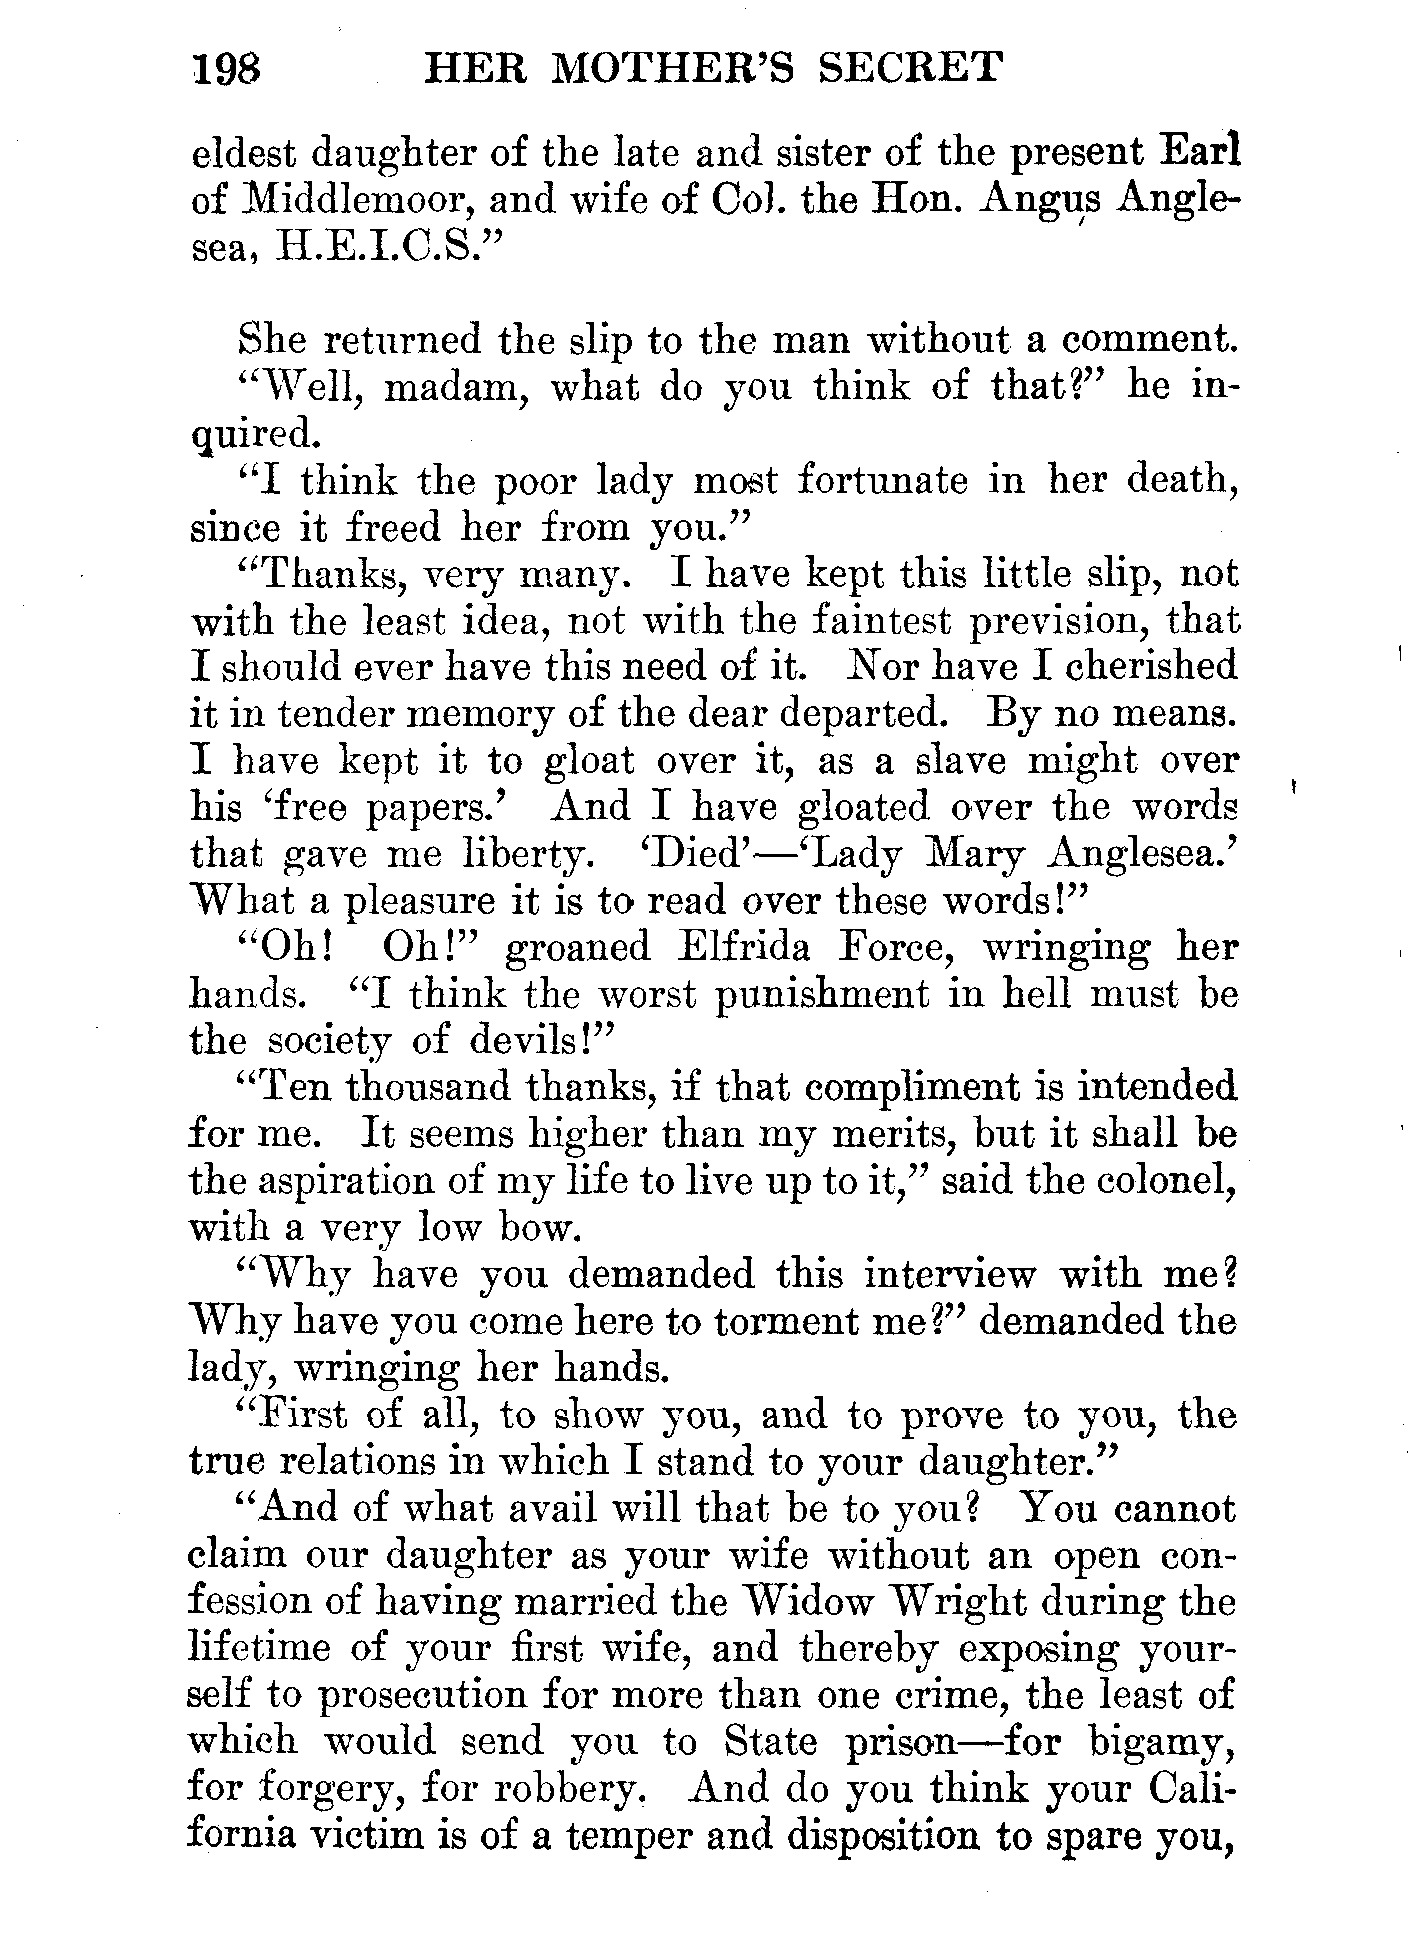 198 HER MOTHER'S SECRET
eldest daughter of the late and sister of the present Earl
of Middlemoor, and wife of Col. the Hon. Angus Angle-
sea, H.E.I.C.S."
She returned the slip to the man without a comment.
"Well, madam, what do you think of that?" he in-
quired.
"I think the poor lady most fortunate in her death,
since it freed her from you."
"Thanks, very many. I have kept this little slip, not
with the least idea, not with the faintest prevision, that
I should ever have this need of it. Nor have I cherished
it in tender memory of the dear departed. By no means.
I have kept it to gloat over it, as a slave might over
his 'free papers.' And I have gloated over the words
that gave me liberty. 'Died'—'Lady Mary Anglesea.'
What a pleasure it is to read over these words!"
"Oh! Oh!" groaned Elfrida Force, wringing her
hands. "I think the worst punishment in hell must be
the society of devils!"
"Ten thousand thanks, if that compliment is intended
for me. It seems higher than my merits, but it shall be
the aspiration of my life to live up to it," said the colonel,
with a very low bow.
"Why have you demanded this interview with me?
Why have you come here to torment me?" demanded the
lady, wringing her hands.
"First of all, to show you, and to prove to you, the
true relations in which I stand to your daughter."
"And of what avail will that be to you? You cannot
claim our daughter as your wife without an open con-
fession of having married the Widow Wright during the
lifetime of your first wife, and thereby exposing your-
self to prosecution for more than one crime, the least of
which would send you to State prison—for bigamy,
for forgery, for robbery. And do you think your Cali-
fornia victim is of a temper and disposition to spare you,